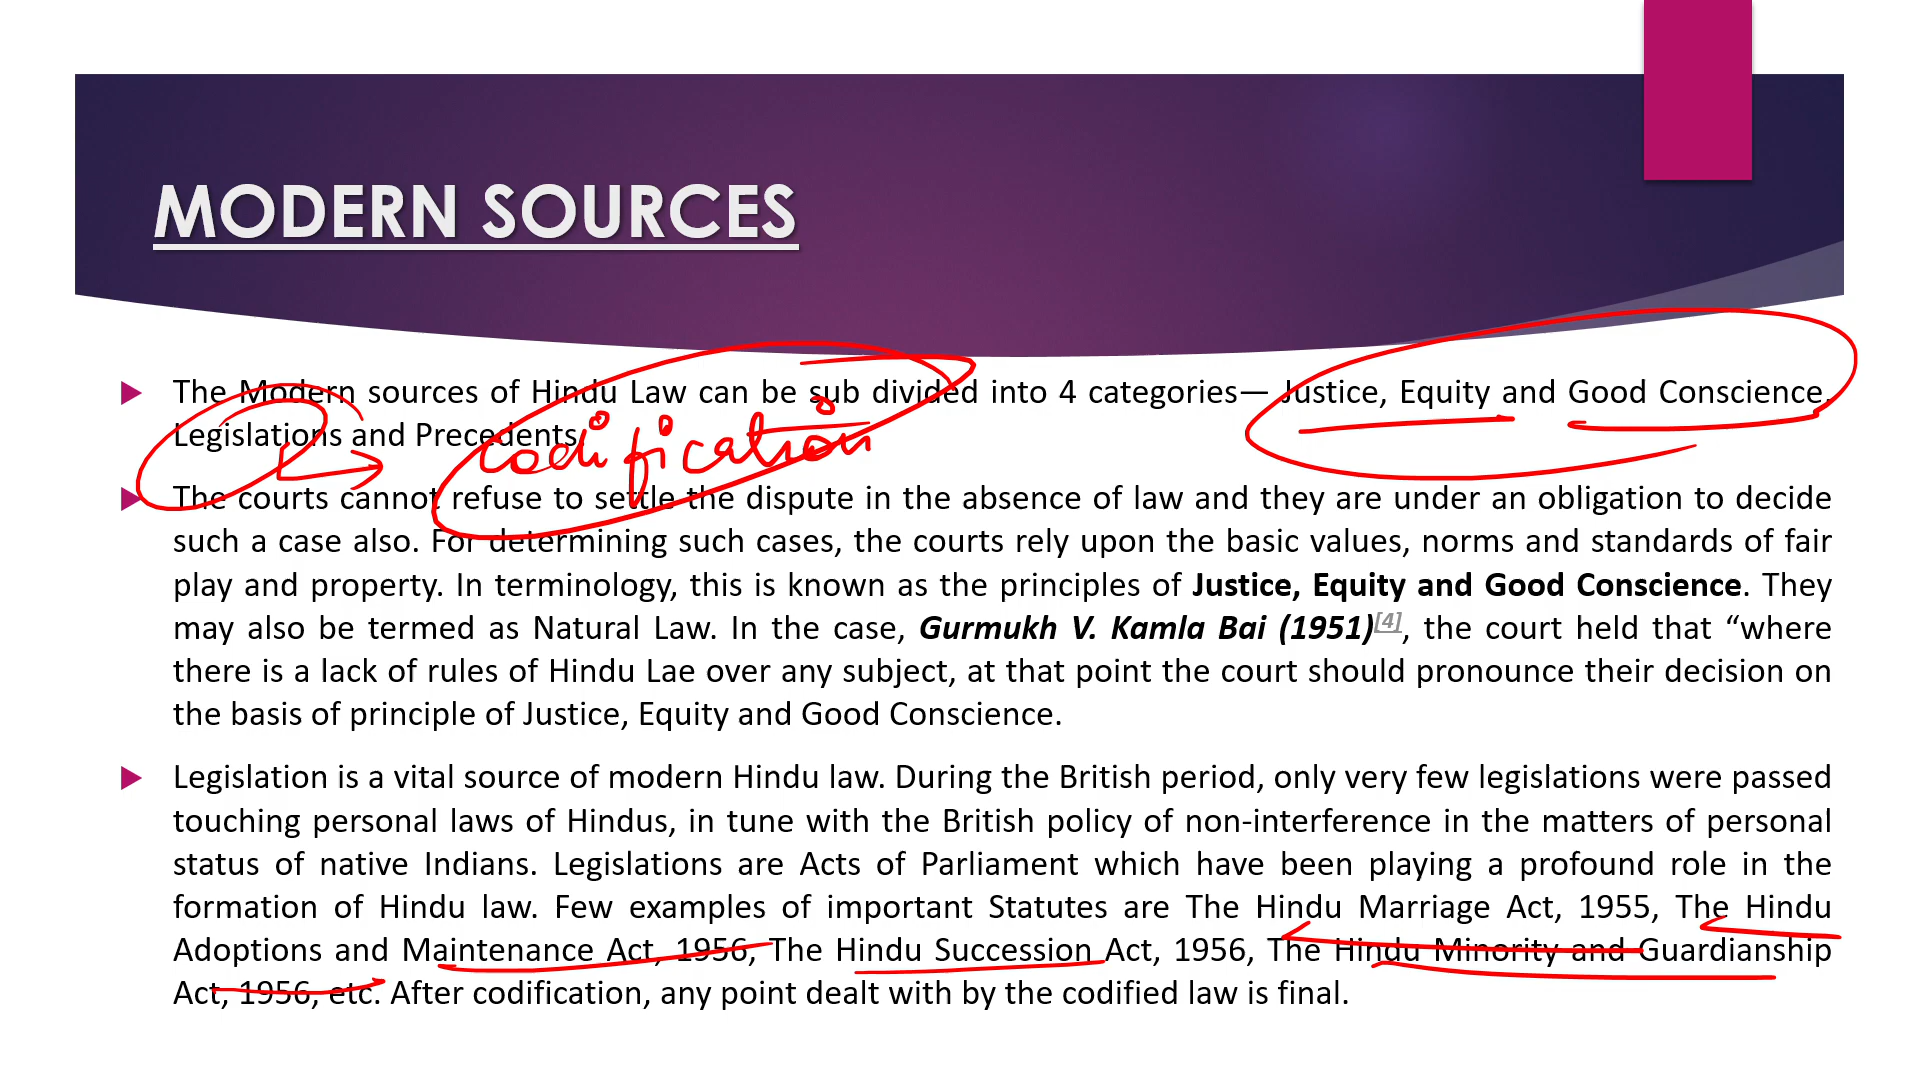 MODERN SOURCES
The Modern sources of Hindu Law can be sub divided into 4 categories— Justice, Equity and Good Conscience,
Legislations and Precedents.
codification
The courts cannot refuse to settle the dispute in the absence of law and they are under an obligation to decide
such a case also. For determining such cases, the courts rely upon the basic values, norms and standards of fair
play and property. In terminology, this is known as the principles of Justice, Equity and Good Conscience. They
may also be termed as Natural Law. In the case, Gurmukh V. Kamla Bai (1951)[4], the court held that “where
there is a lack of rules of Hindu Lae over any subject, at that point the court should pronounce their decision on
the basis of principle of Justice, Equity and Good Conscience.
Legislation is a vital source of modern Hindu law. During the British period, only very few legislations were passed
touching personal laws of Hindus, in tune with the British policy of non-interference in the matters of personal
status of native Indians. Legislations are Acts of Parliament which have been playing a profound role in the
formation of Hindu law. Few examples of important Statutes are The Hindu Marriage Act, 1955, The Hindu
Adoptions and Maintenance Act, 1956, The Hindu Succession Act, 1956, The Hindu Minority and Guardianship
Act, 1956, etc. After codification, any point dealt with by the codified law is final.